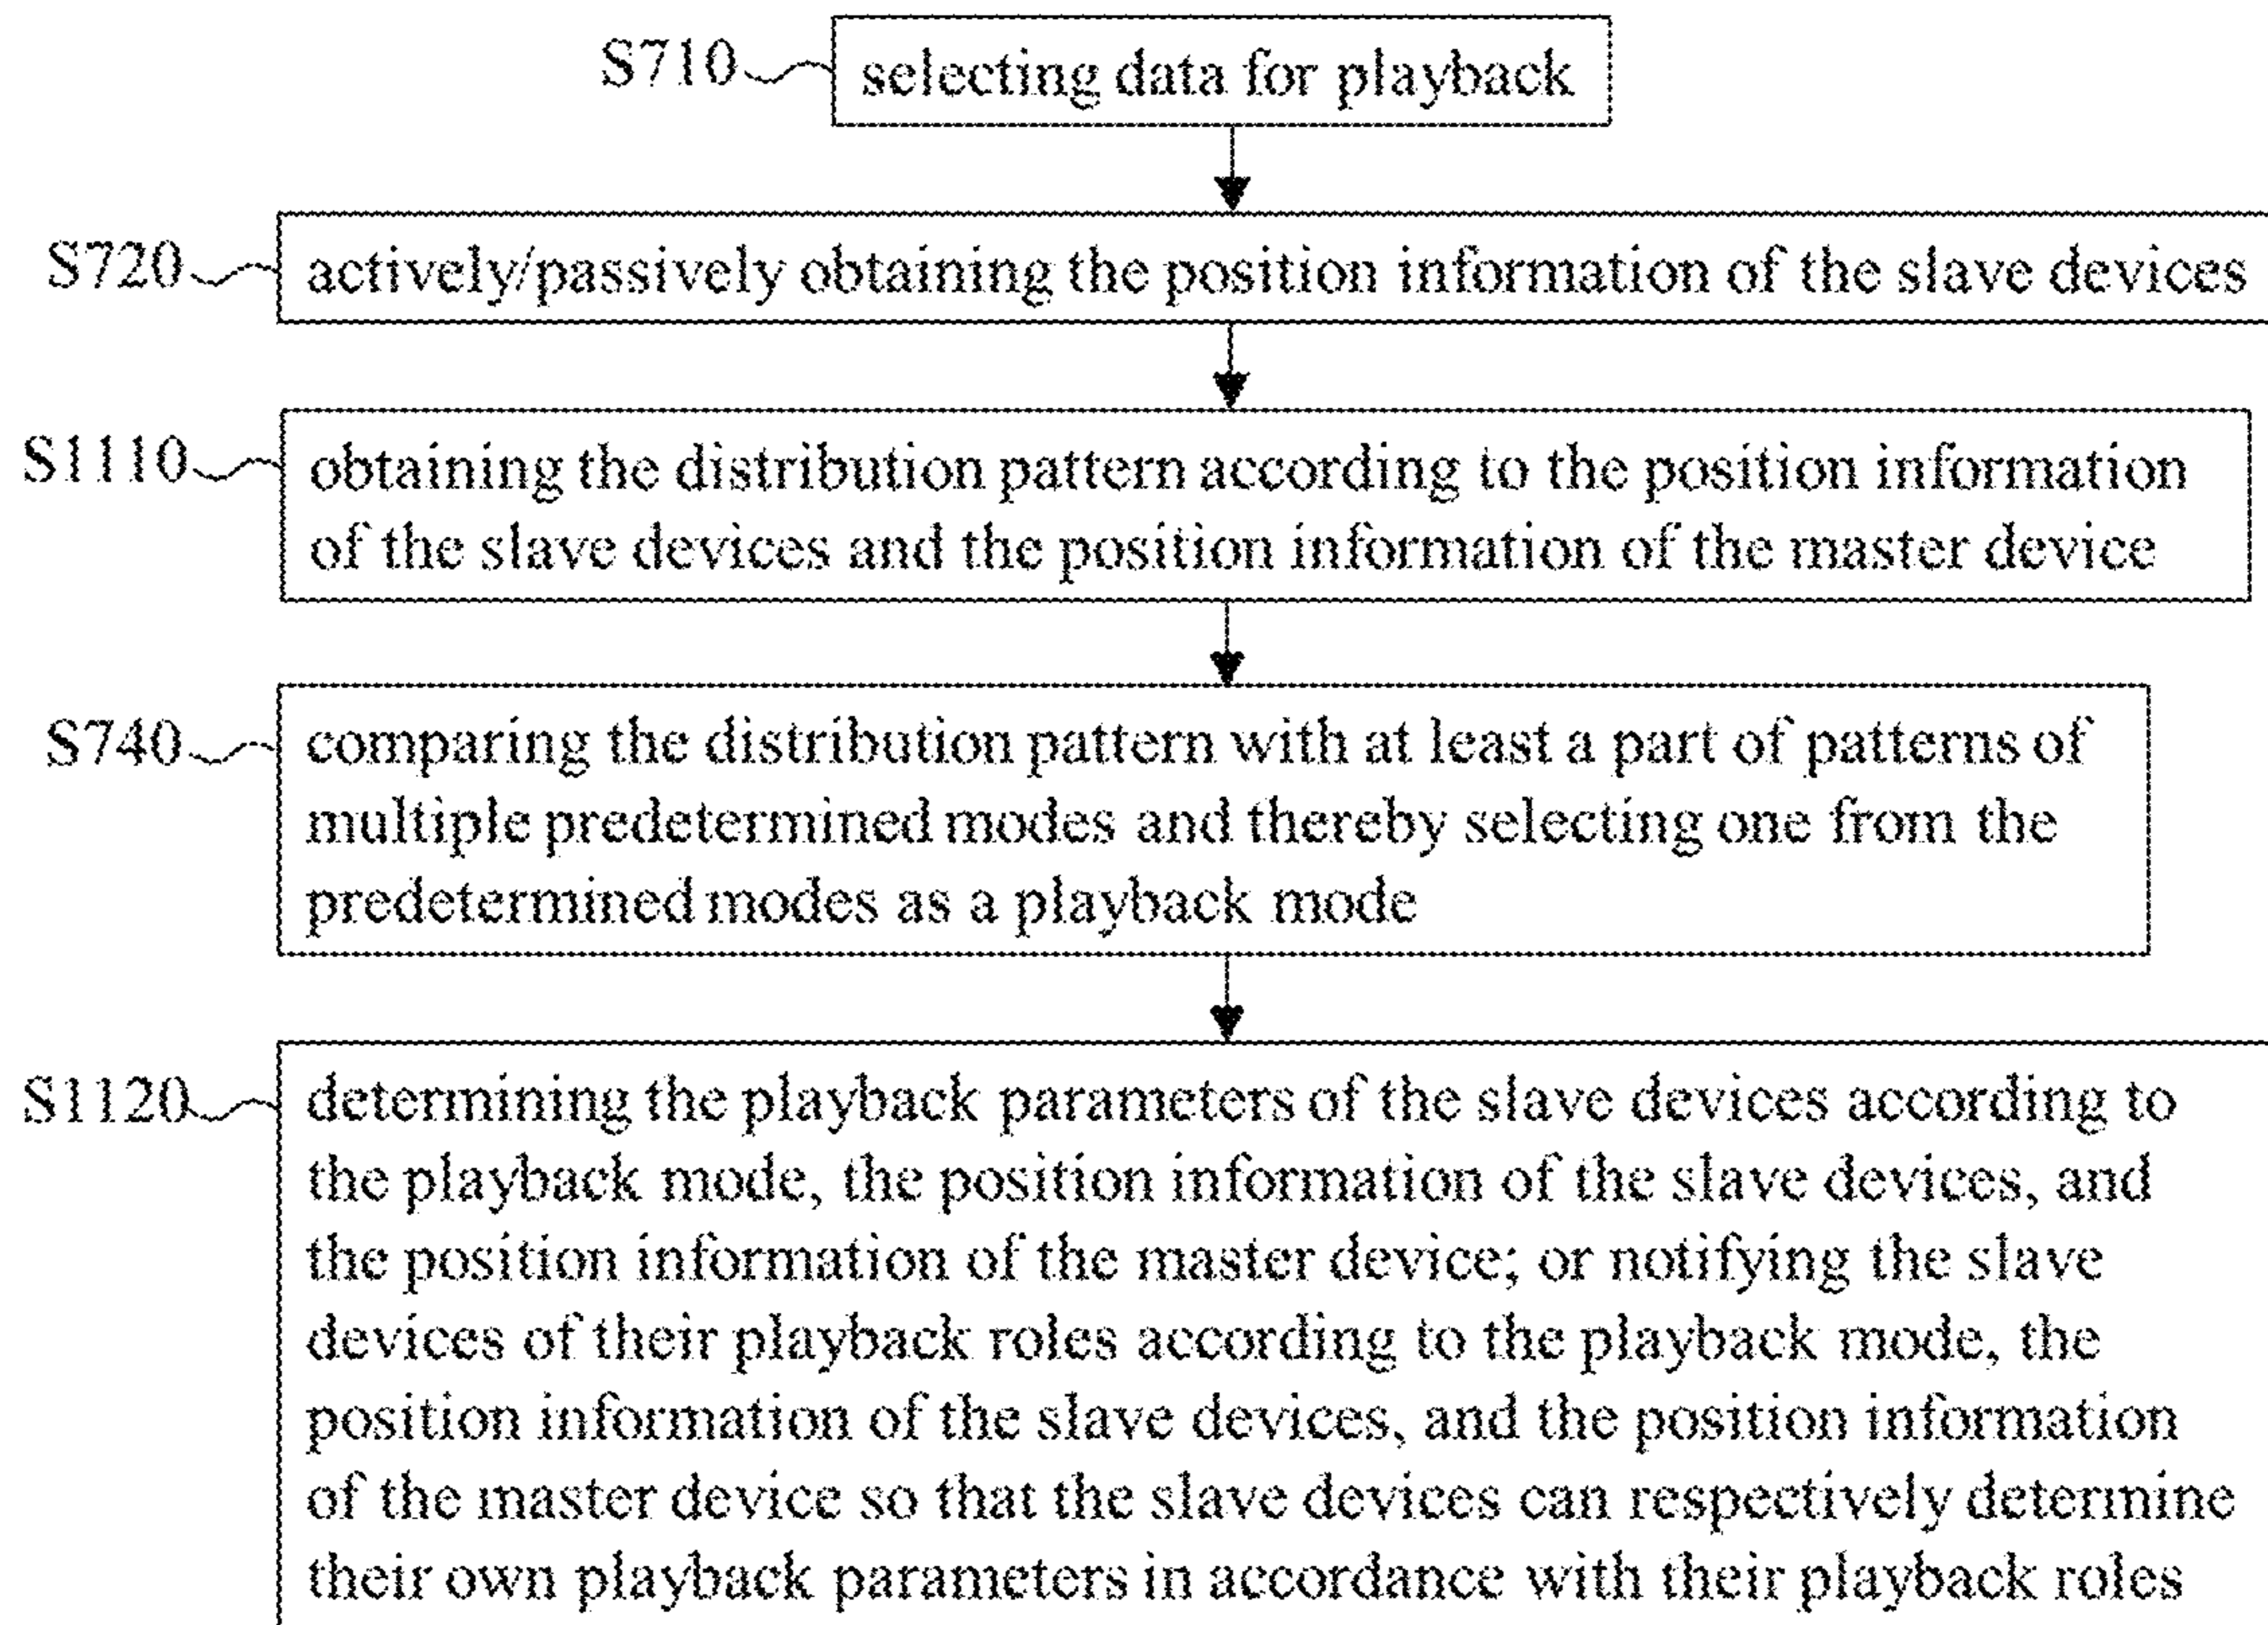 S710
selecting data for playback
S720
actively/passively obtaining the position information of the slave devices
S1110
obtaining the distribution pattern according to the position information
of the slave devices and the position information of the master device
S740
comparing the distribution pattern with at least a part of patterns of
multiple predetermined modes and thereby selecting one from the
predetermined modes as a playback mode
S1120
determining the playback parameters of the slave devices according to
the playback mode, the position information of the slave devices, and
the position information of the master device; or notifying the slave
devices of their playback roles according to the playback mode, the
position information of the slave devices, and the position information
of the master device so that the slave devices can respectively determine
their own playback parameters in accordance with their playback roles